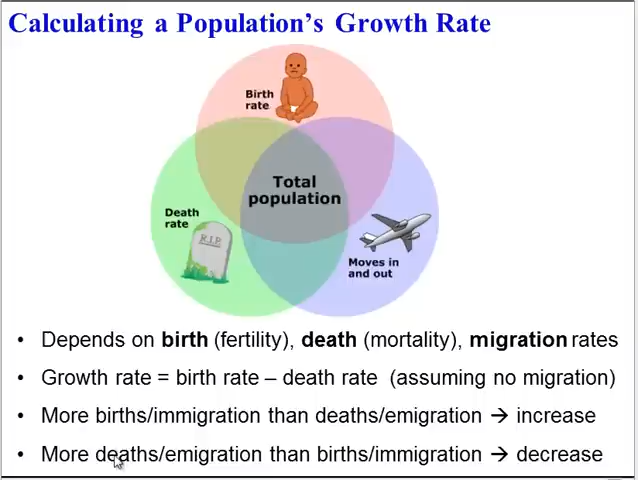 Calculating a Population's Growth Rate
Birth
rate
Total
population
Death
rate
R.I.P.
Moves in
and out
• Depends on birth (fertility), death (mortality), migration rates
• Growth rate = birth rate – death rate (assuming no migration)
• More births/immigration than deaths/emigration → increase
• More deaths/emigration than births/immigration → decrease